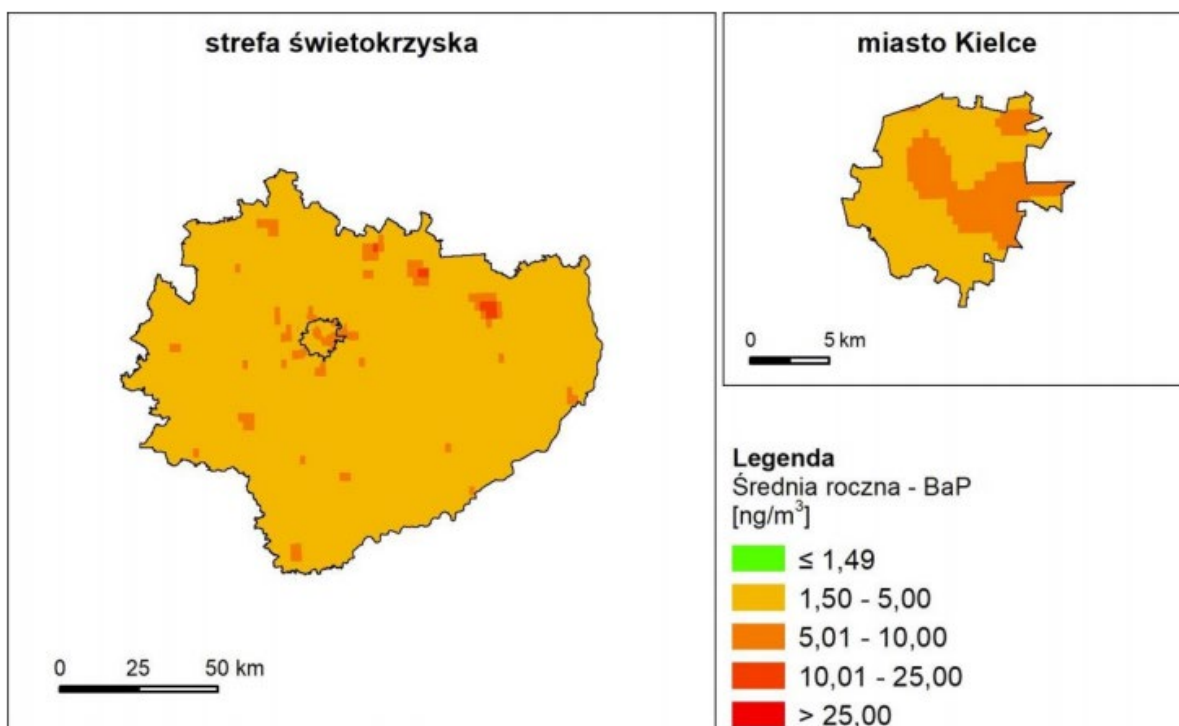 strefa świetokrzyska
0 25 50 km
miasto Kielce
0 5 km
Legenda
Średnia roczna - BaP
[ng/m³]
≤ 1,49
1,50 - 5,00
5,01 - 10,00
10,01 - 25,00
> 25,00